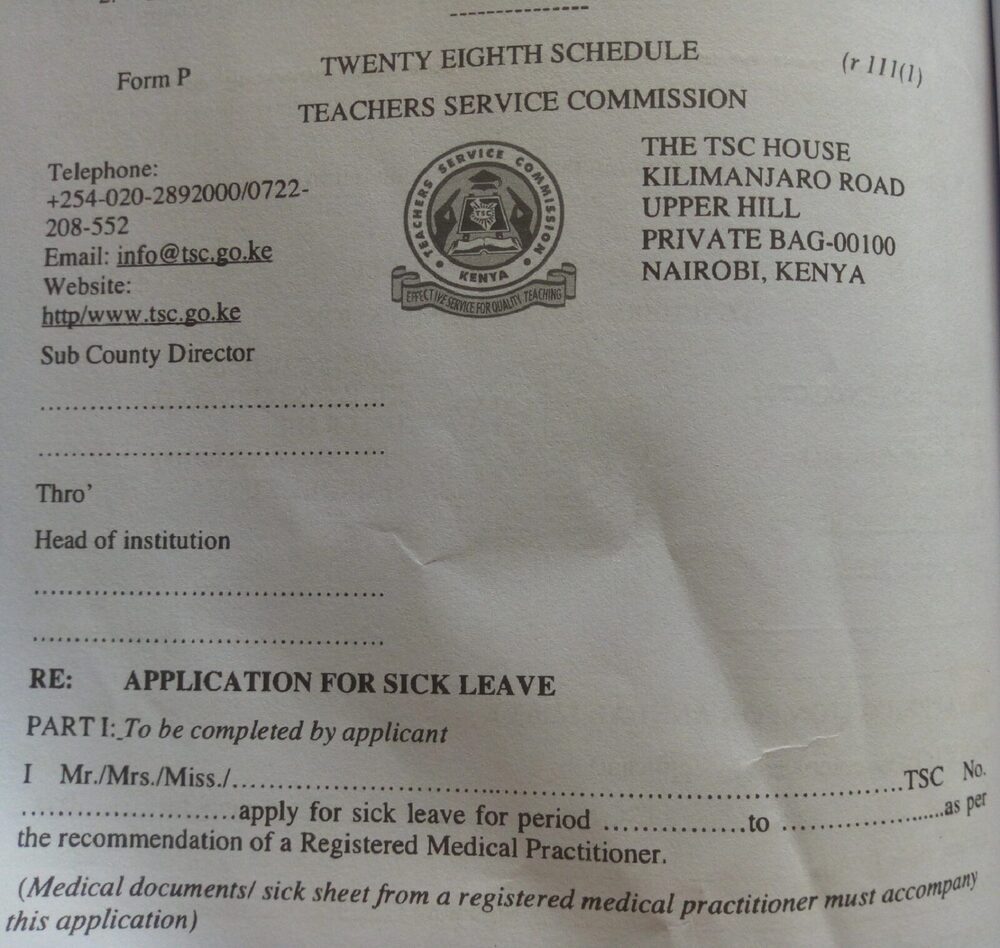 Form P
TWENTY EIGHTH SCHEDULE
(r 111(1)
TEACHERS SERVICE COMMISSION
Telephone:
+254-020-2892000/0722-
208-552
Email: info@tsc.go.ke
Website:
http/www.tsc.go.ke
TEACHERS SERVICE COMMISSION
TSC
KENYA
EFFECTIVE SERVICE FOR QUALITY TEACHING
THE TSC HOUSE
KILIMANJARO ROAD
UPPER HILL
PRIVATE BAG-00100
NAIROBI, KENYA
Sub County Director
................................................
................................................
Thro'
Head of institution
................................................
................................................
RE: APPLICATION FOR SICK LEAVE
PART I: To be completed by applicant
I Mr./Mrs./Miss./..........................................................................................TSC No.
..............................apply for sick leave for period ....................to .......................as per
the recommendation of a Registered Medical Practitioner.
(Medical documents/ sick sheet from a registered medical practitioner must accompany
this application)